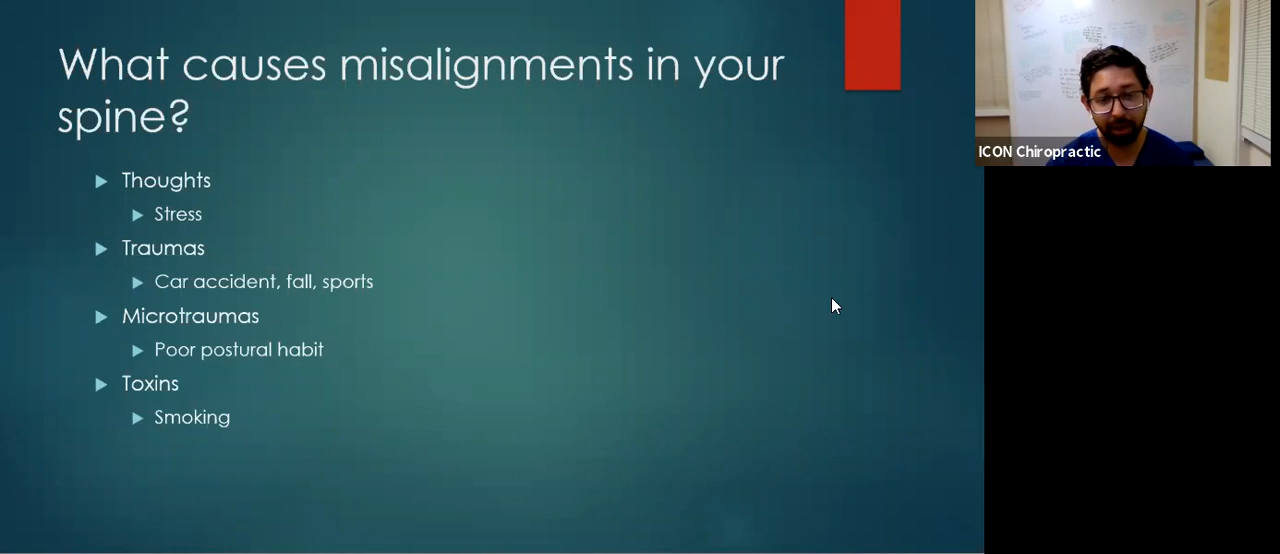 What causes misalignments in your
spine?
Thoughts
Stress
Traumas
Car accident, fall, sports
Microtraumas
Poor postural habit
Toxins
Smoking
ICON Chiropractic